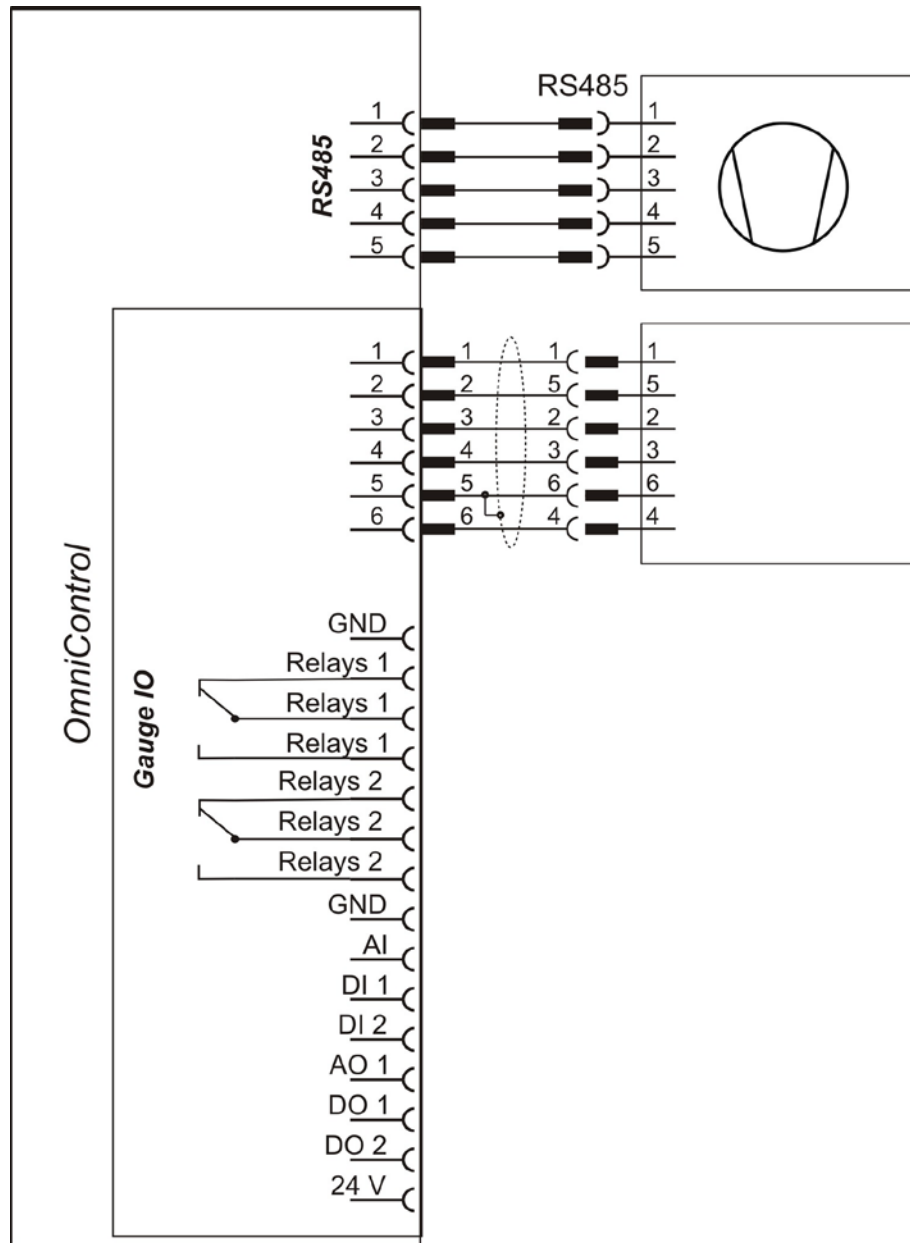 RS485
RS485
1 1
2 2
3 3
4 4
5 5
OmniControl
Gauge IO
1 1 1 1
2 2 5 5
3 3 2 2
4 4 3 3
5 5 6 6
6 6 4 4
GND
Relays 1
Relays 1
Relays 1
Relays 2
Relays 2
Relays 2
GND
AI
DI 1
DI 2
AO 1
DO 1
DO 2
24 V